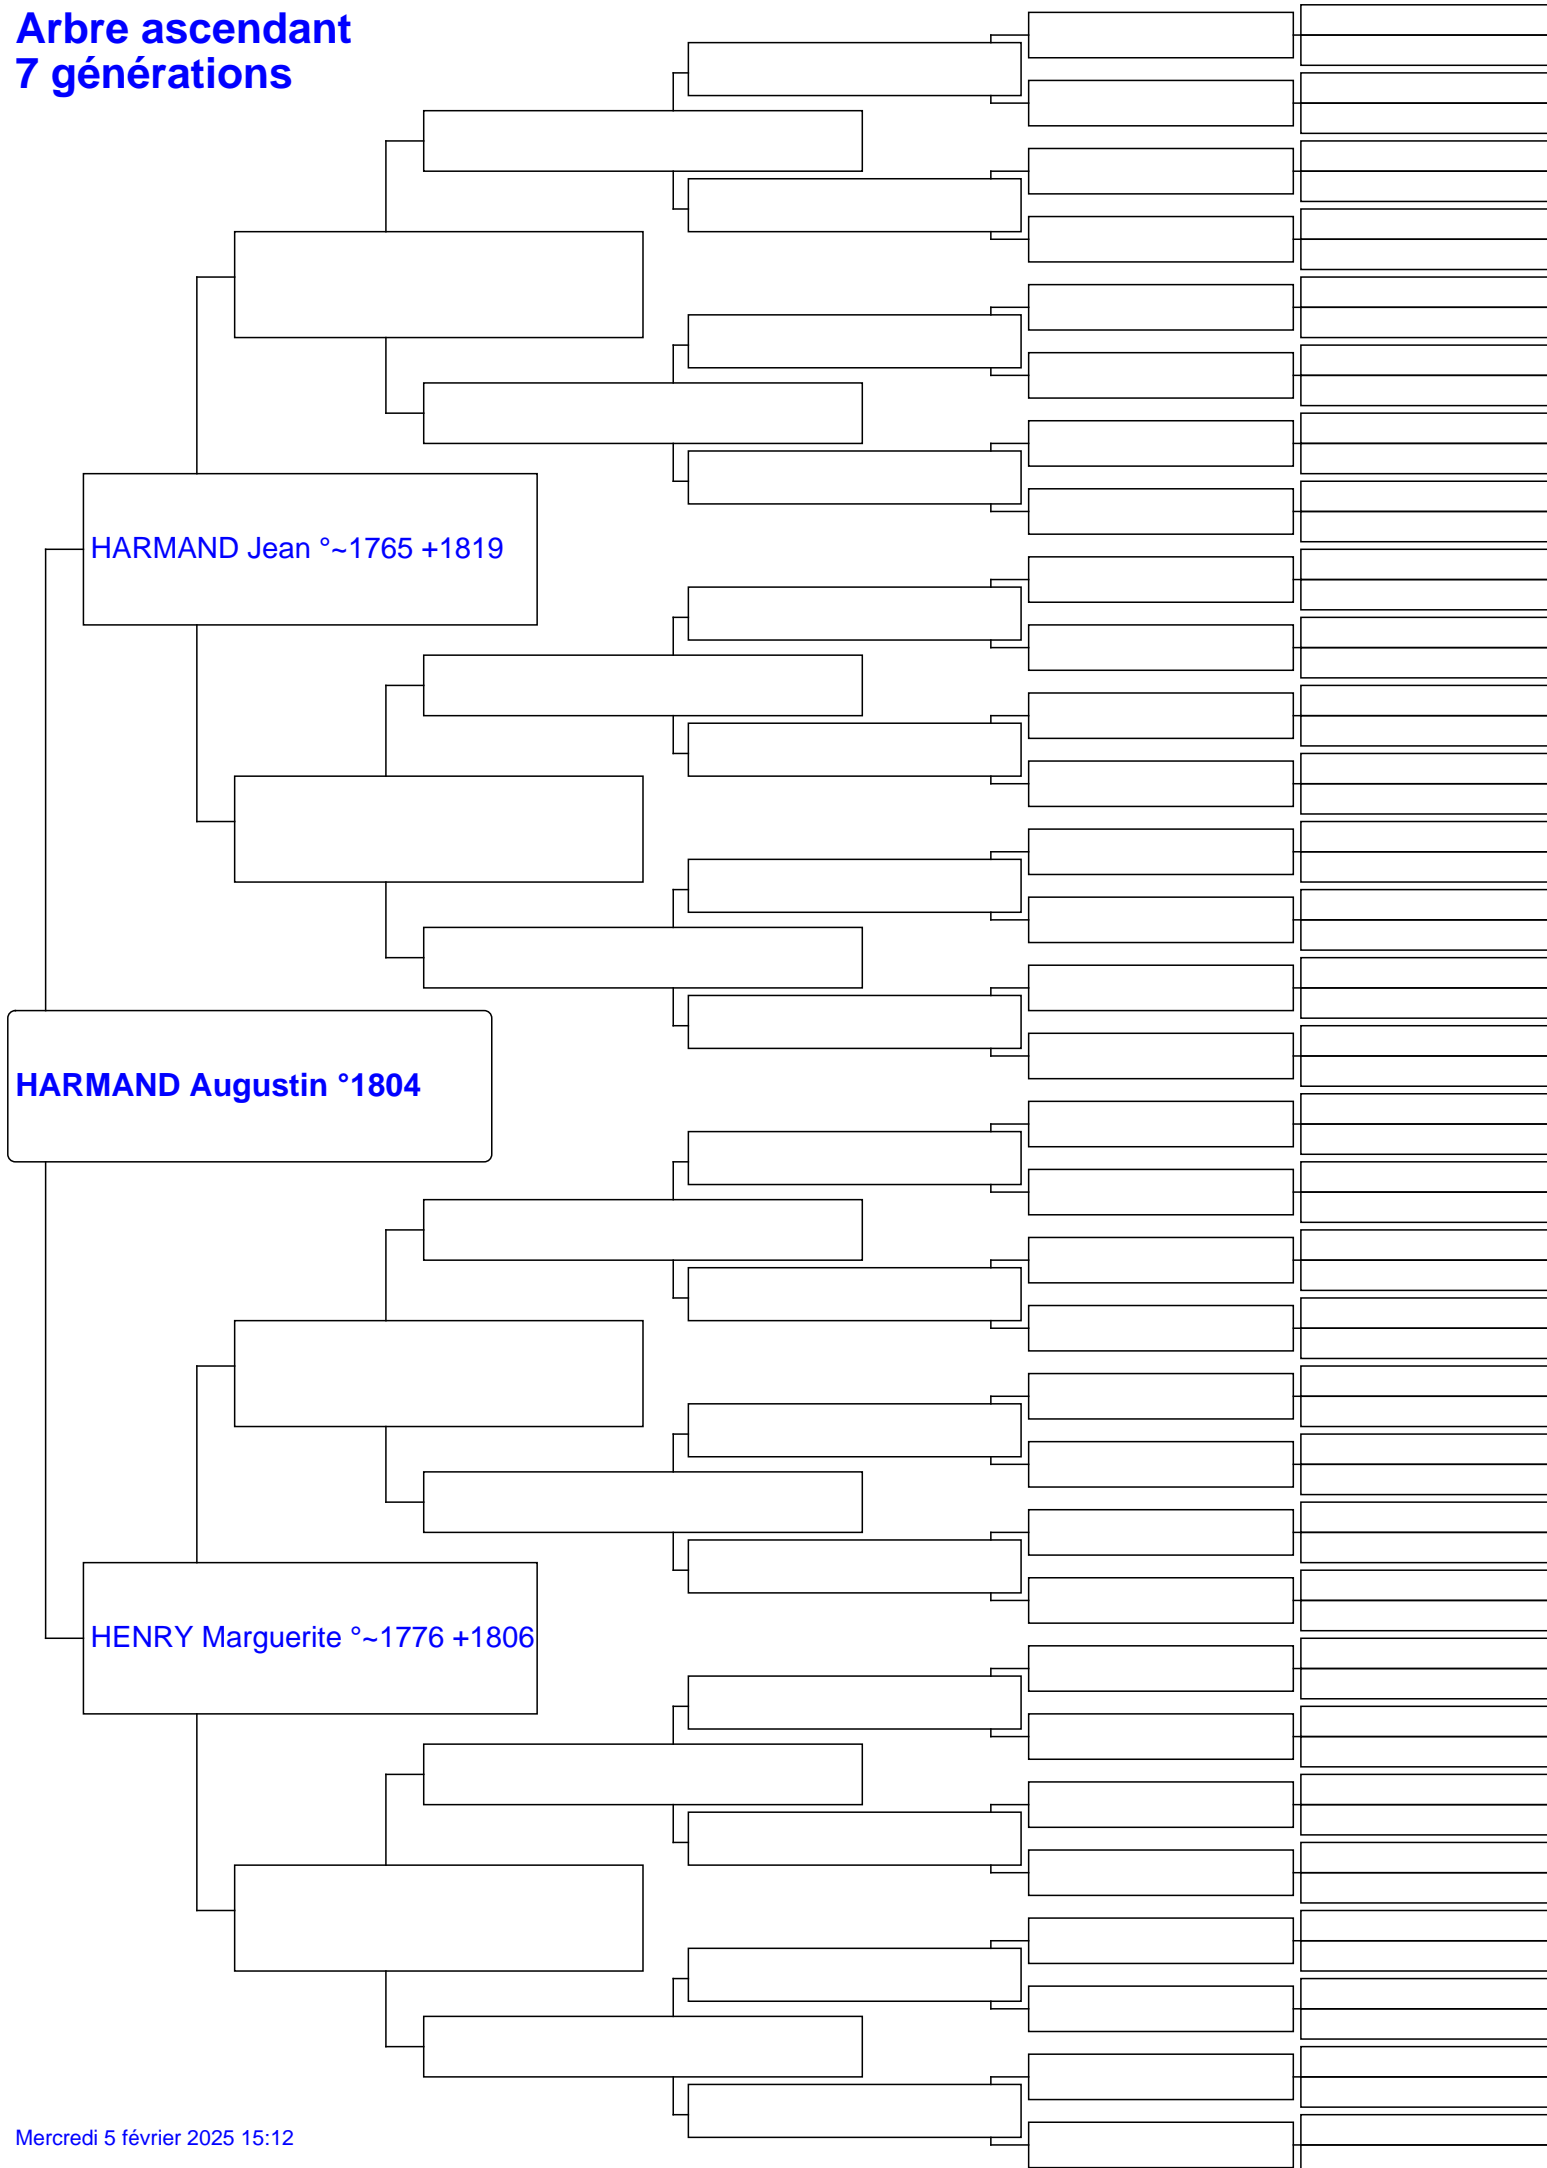 Arbre ascendant
7 générations
HARMAND Jean °~1765 +1819
HARMAND Augustin °1804
HENRY Marguerite °~1776 +1806
Mercredi 5 février 2025 15:12